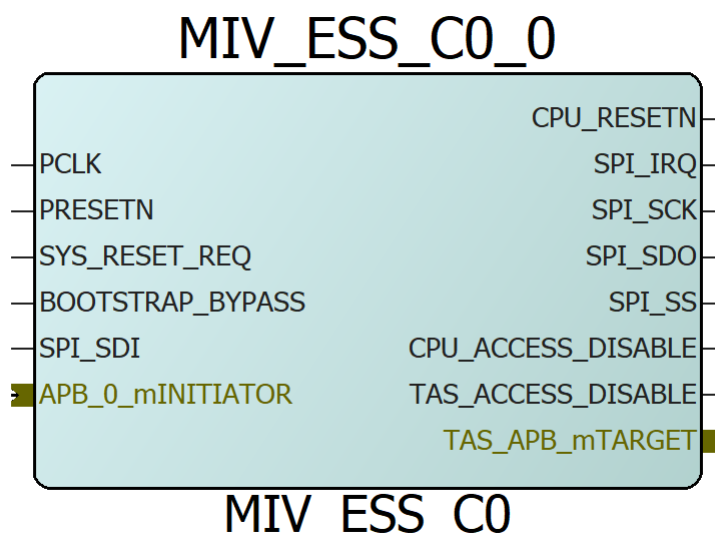 MIV_ESS_C0_0
CPU_RESETN
PCLK
SPI_IRQ
PRESETN
SPI_SCK
SYS_RESET_REQ
SPI_SDO
BOOTSTRAP_BYPASS
SPI_SS
SPI_SDI
CPU_ACCESS_DISABLE
APB_0_mINITIATOR
TAS_ACCESS_DISABLE
TAS_APB_mTARGET
MIV_ESS_C0